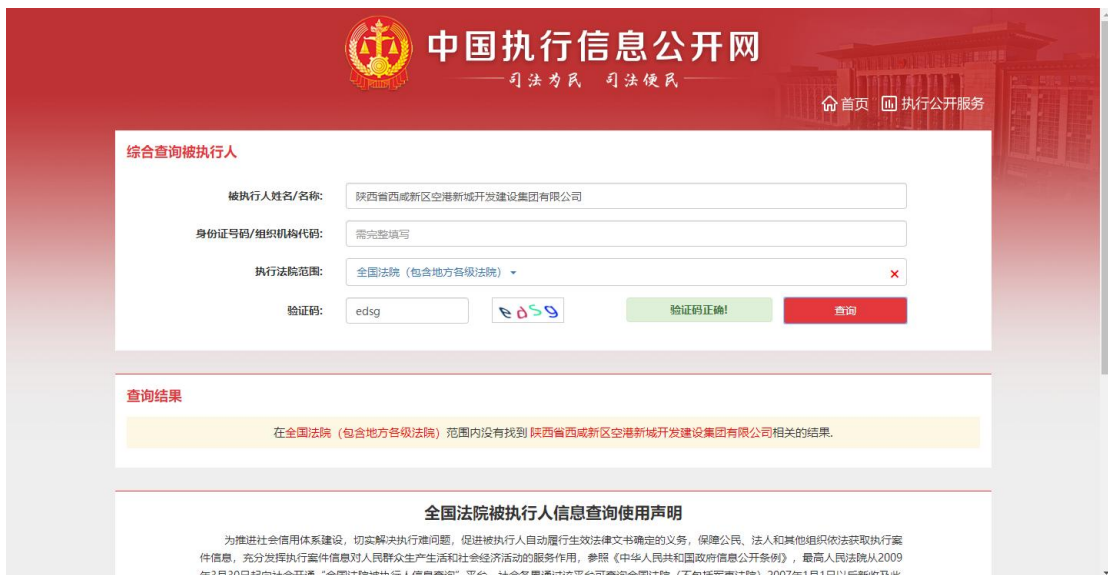 中国执行信息公开网
司法为民 司法便民
首页 执行公开服务
综合查询被执行人
被执行人姓名/名称: 陕西省西咸新区空港新城开发建设集团有限公司
身份证号码/组织机构代码: 需完整填写
执行法院范围: 全国法院（包含地方各级法院）
验证码: edsg edsg 验证码正确! 查询
查询结果
在全国法院（包含地方各级法院）范围内没有找到 陕西省西咸新区空港新城开发建设集团有限公司相关的结果.
全国法院被执行人信息查询使用声明
为推进社会信用体系建设，切实解决执行难问题，促进被执行人自动履行生效法律文书确定的义务，保障公民、法人和其他组织依法获取执行案
件信息，充分发挥执行案件信息对人民群众生产生活和社会经济活动的服务作用，参照《中华人民共和国政府信息公开条例》，最高人民法院从2009